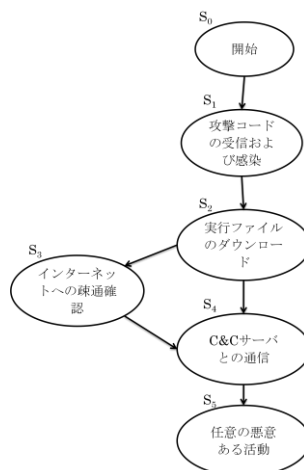 S0
開始
S1
攻撃コード
の受信およ
び感染
S2
実行ファイル
のダウンロー
ド
S3
インターネッ
トへの疎通確
認
S4
C&Cサーバ
との通信
S5
任意の悪意
ある活動